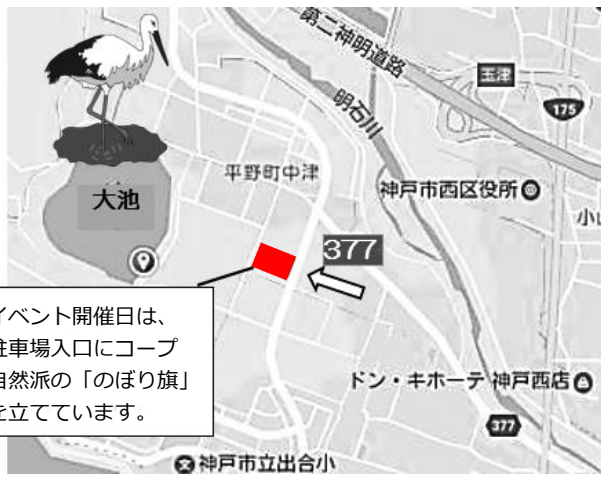 第二神明道路
玉津
175
明石川
平野町中津
神戸市西区役所
大池
小山
377
イベント開催日は、
駐車場入口にコープ
自然派の「のぼり旗」
を立てています。
ドン・キホーテ 神戸西店
377
神戸市立出合小